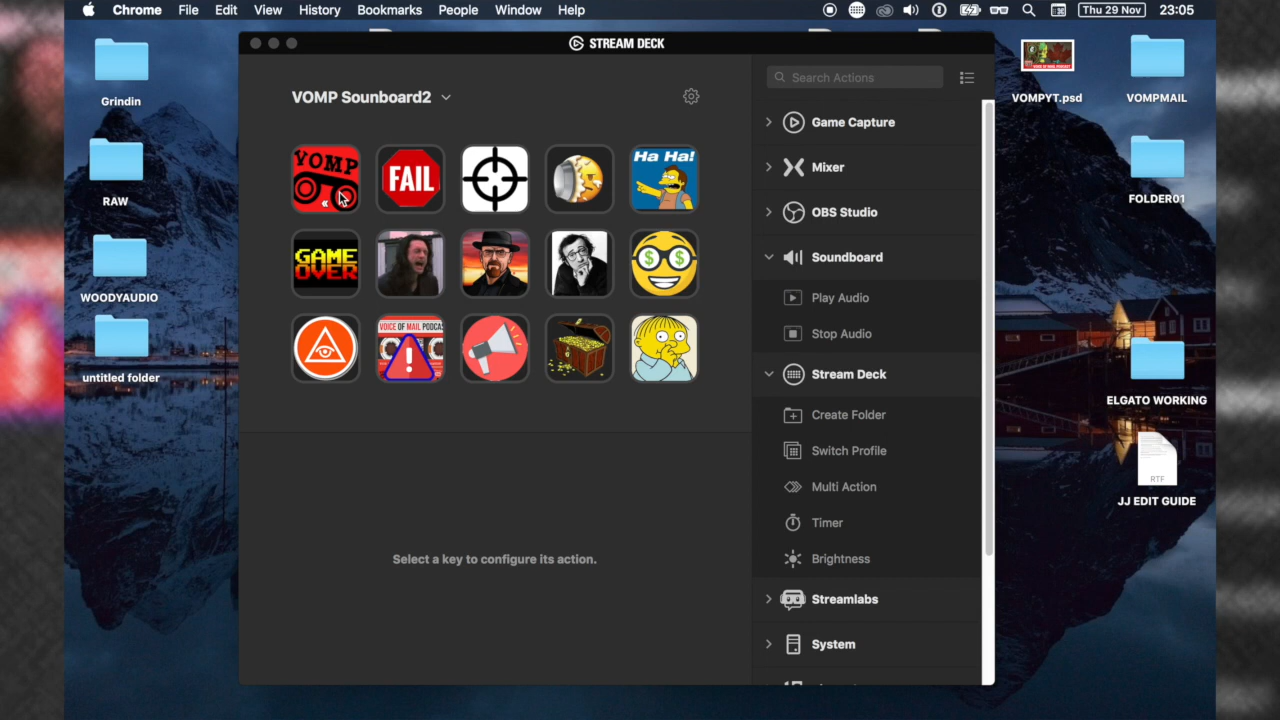 Chrome File Edit View History Bookmarks People Window Help Thu 29 Nov 23:05
STREAM DECK
Search Actions
VOMP Sounboard2
Game Capture
Mixer
OBS Studio
Soundboard
Play Audio
Stop Audio
Stream Deck
Create Folder
Switch Profile
Multi Action
Timer
Brightness
Streamlabs
System
VOMP
FAIL
Ha Ha!
GAME
OVER
VOICE OF MAIL PODCA
Select a key to configure its action.
Grindin
RAW
WOODYAUDIO
untitled folder
VOMPYT.psd
VOMPMAIL
FOLDER01
ELGATO WORKING
RTF
JJ EDIT GUIDE